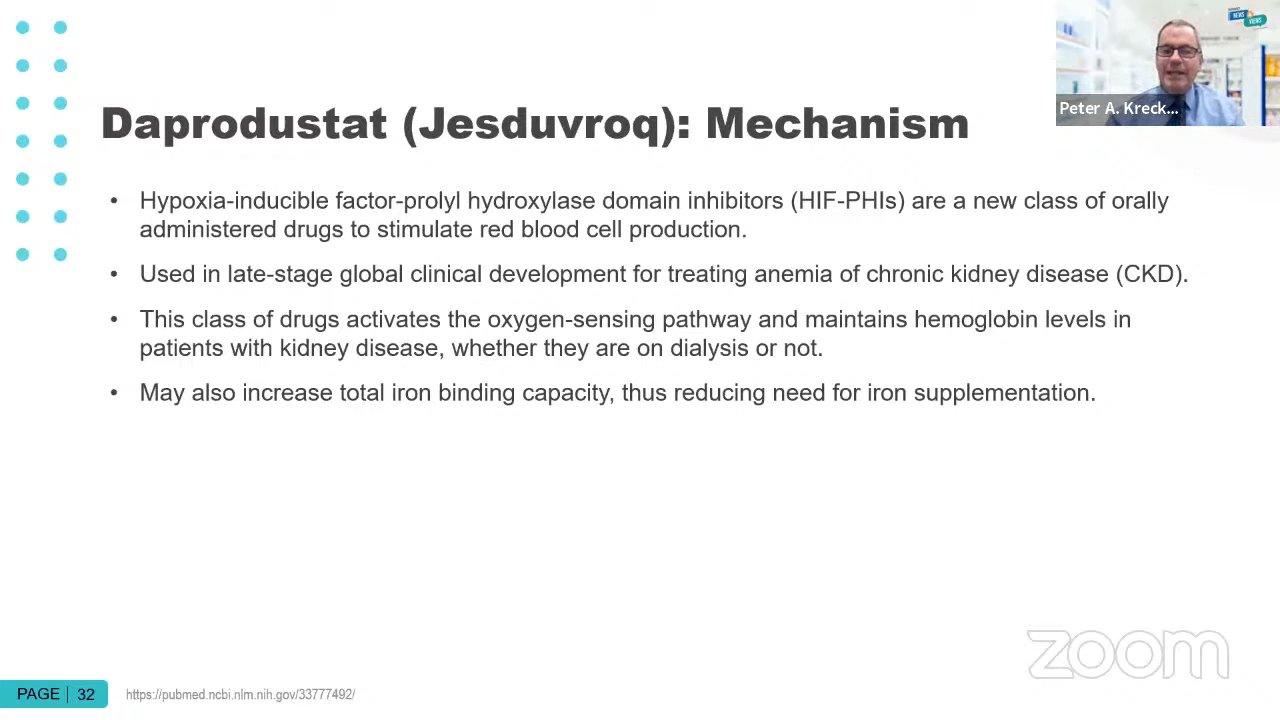 NEWS
VIEWS
Peter A. Kreck...
Daprodustat (Jesduvroq): Mechanism
• Hypoxia-inducible factor-prolyl hydroxylase domain inhibitors (HIF-PHIs) are a new class of orally
administered drugs to stimulate red blood cell production.
• Used in late-stage global clinical development for treating anemia of chronic kidney disease (CKD).
• This class of drugs activates the oxygen-sensing pathway and maintains hemoglobin levels in
patients with kidney disease, whether they are on dialysis or not.
• May also increase total iron binding capacity, thus reducing need for iron supplementation.
zoom
PAGE | 32
https://pubmed.ncbi.nlm.nih.gov/33777492/